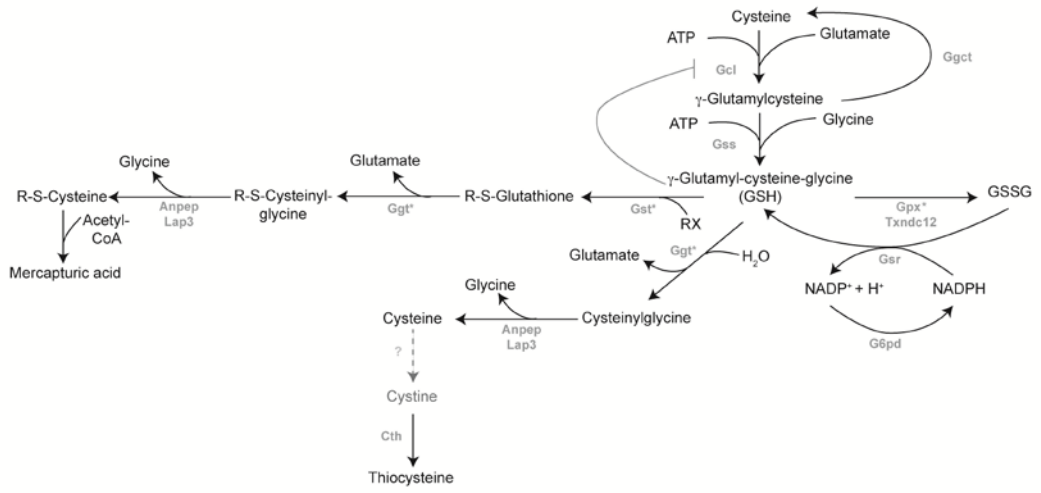 Cysteine
ATP
Glutamate
Gcl
Ggct
γ-Glutamylcysteine
ATP
Glycine
Gss
γ-Glutamyl-cysteine-glycine
(GSH)
Glycine
Glutamate
R-S-Cysteine
Anpep
Lap3
R-S-Cysteinyl-
glycine
Ggt*
R-S-Glutathione
Gst*
RX
Gpx*
Txndc12
GSSG
Acetyl-
CoA
Mercapturic acid
Ggt*
Glutamate
H₂O
Gsr
NADP⁺ + H⁺
NADPH
G6pd
Glycine
Cysteine
Anpep
Lap3
Cysteinylglycine
?
Cystine
Cth
Thiocysteine